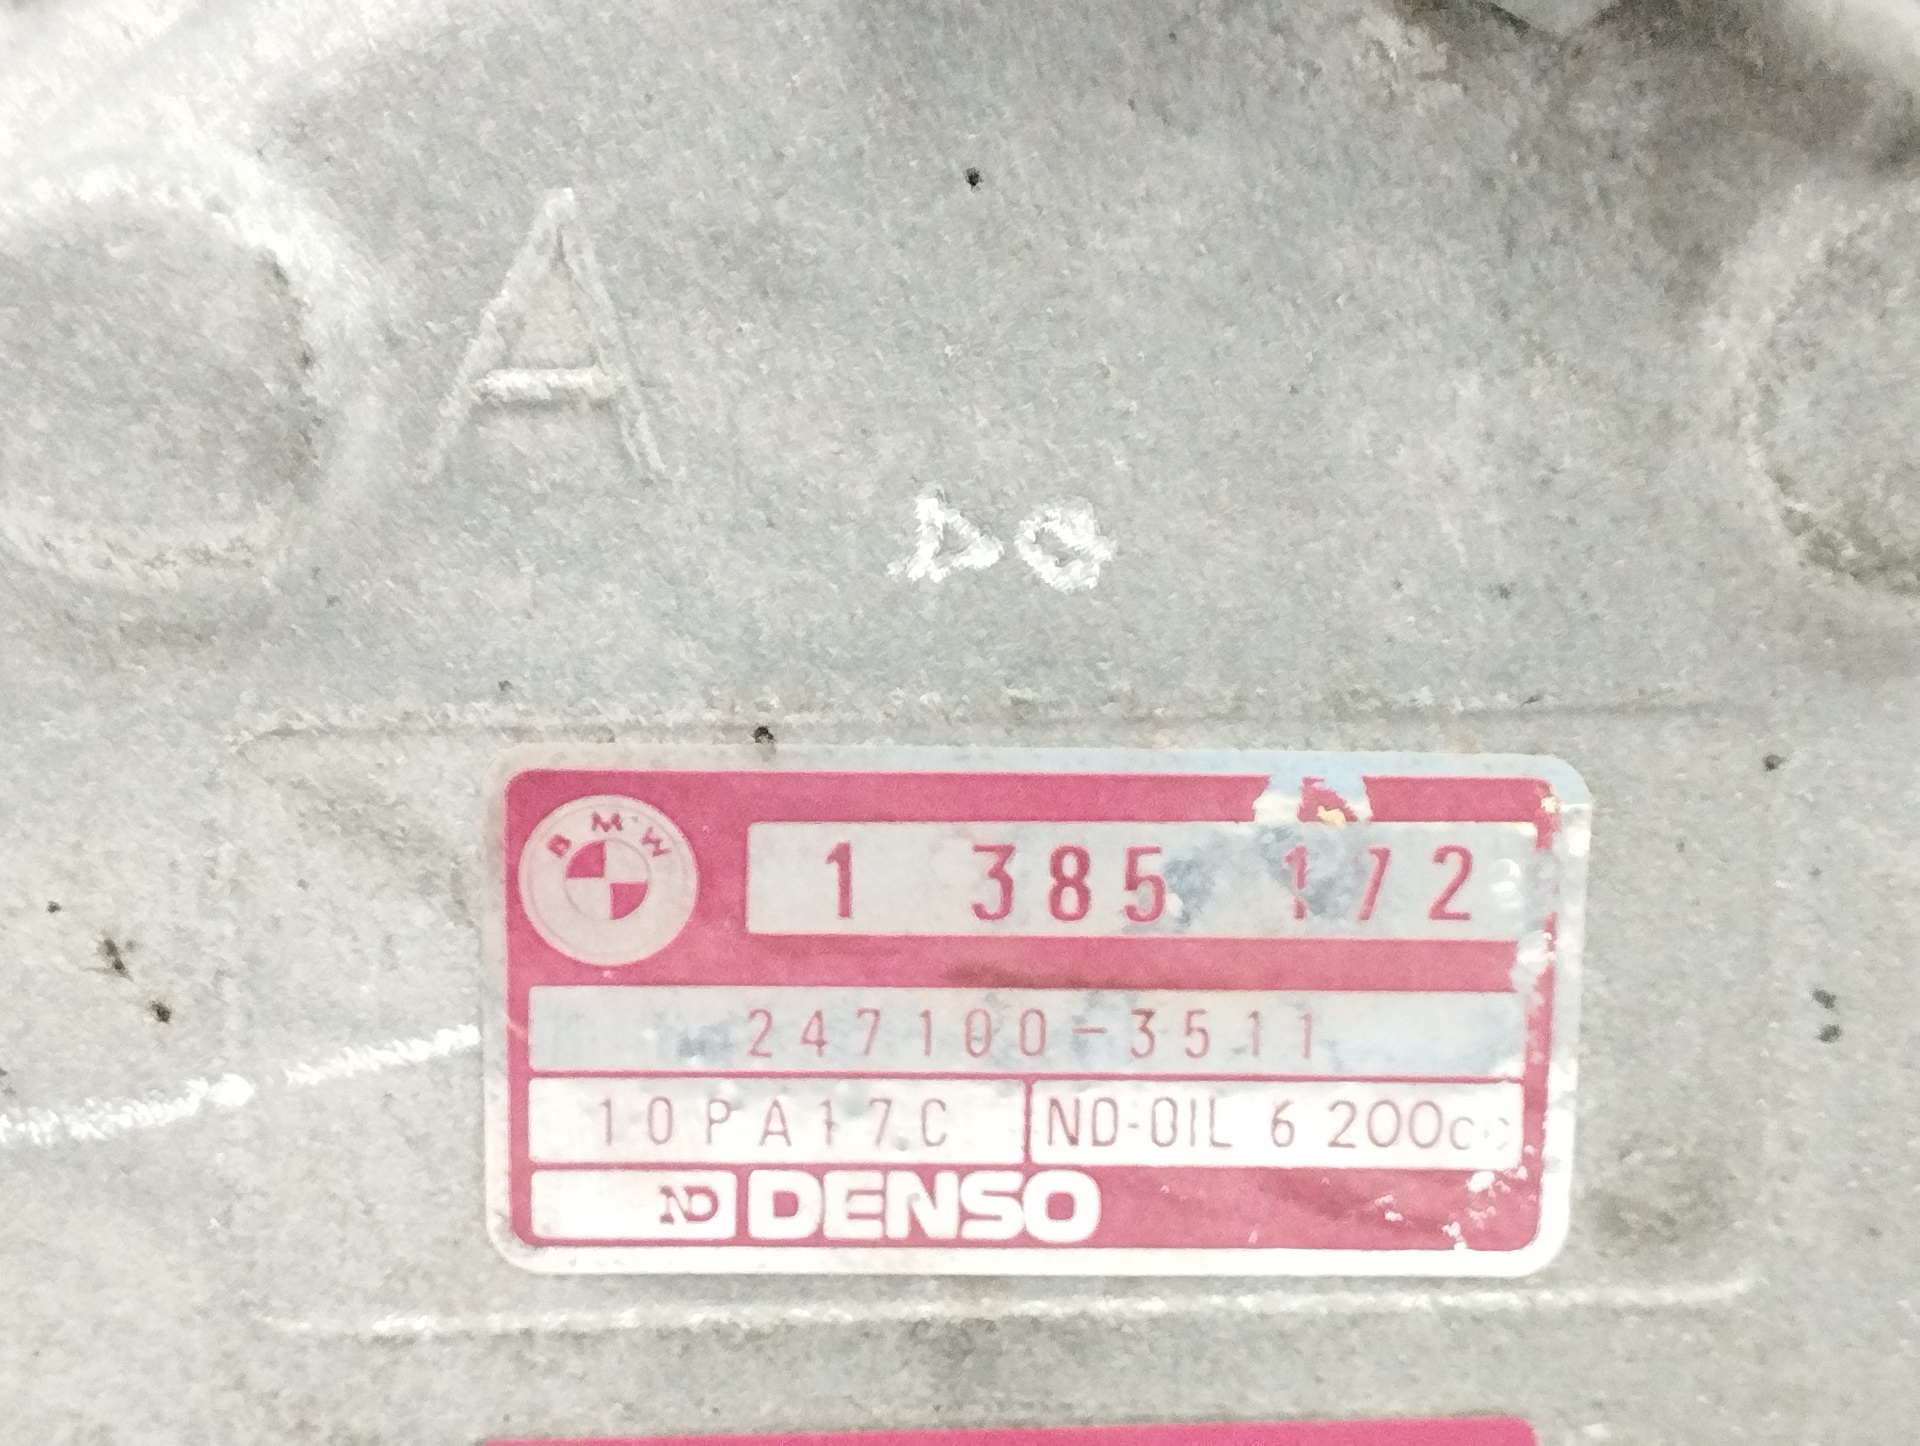 A
BMW
1 385 172
247100-3511
10PA17C
ND-OIL 6 200cc
ND DENSO